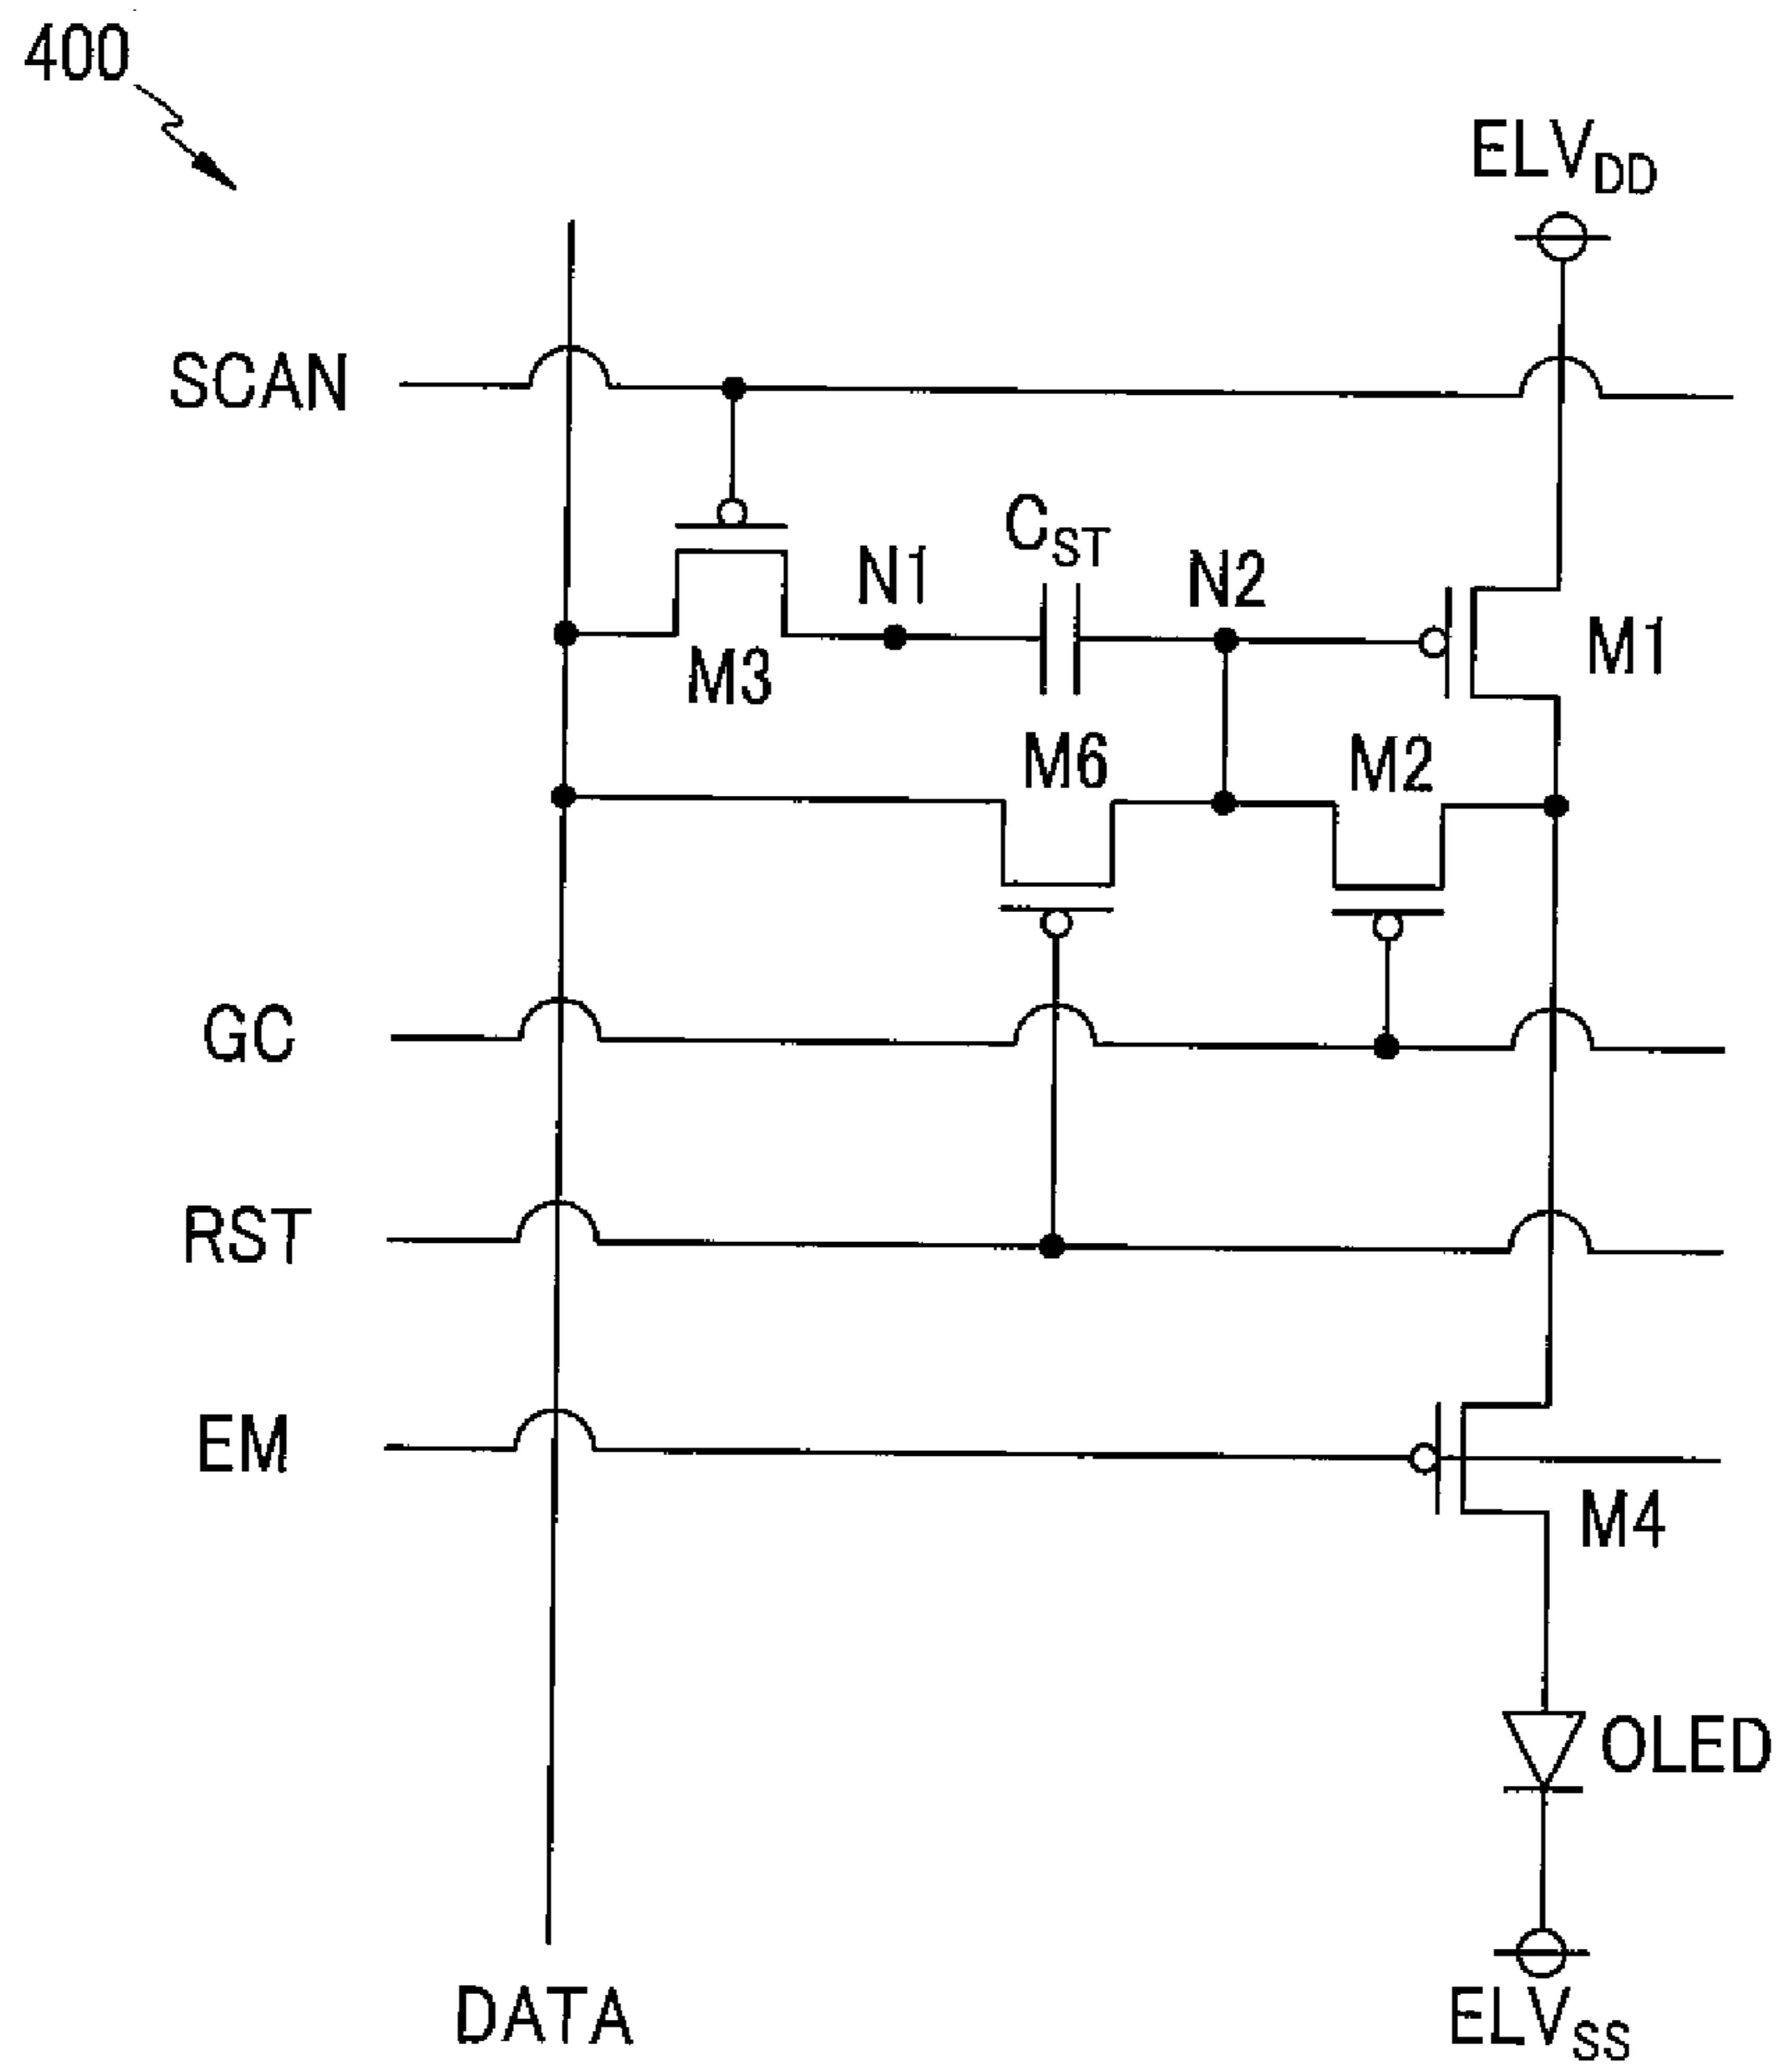 400
ELVDD
SCAN
CST
N1
N2
M1
M3
M6
M2
GC
RST
EM
M4
OLED
DATA
ELVSS